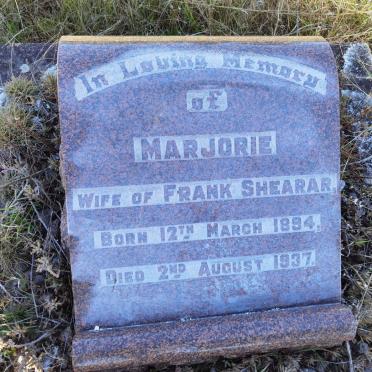 In Loving Memory
of
MARJORIE
WIFE OF FRANK SHEARAR
BORN 12TH MARCH 1894.
DIED 2ND AUGUST 1937.